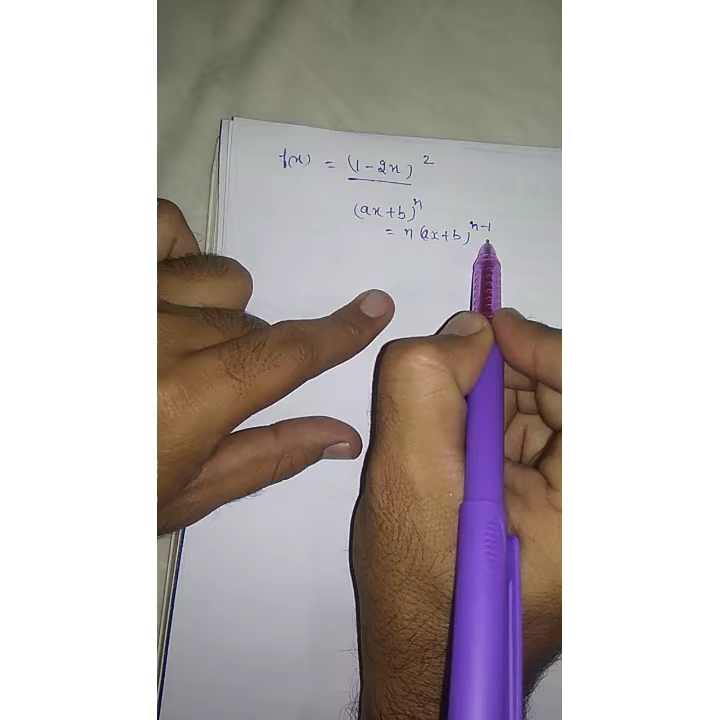 f(x) = (1-2x)²
(ax+b)ⁿ
= n(ax+b)ⁿ⁻¹